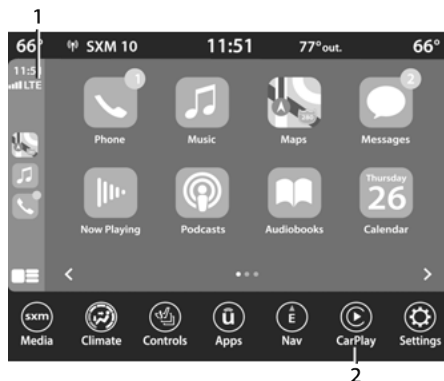 1
66° SXM 10 11:51 77°out. 66°
11:51
LTE
1
2
Phone Music Maps Messages
280
Thursday
26
Now Playing Podcasts Audiobooks Calendar
sxm ū E
Media Climate Controls Apps Nav CarPlay Settings
2